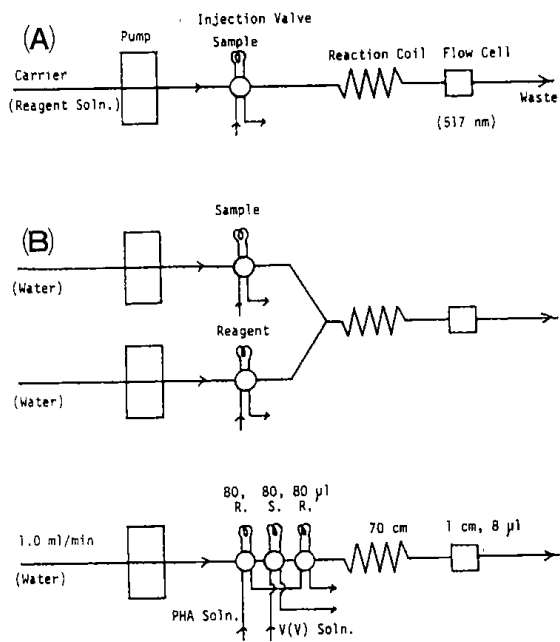 (A)
Pump
Injection Valve
Sample
Reaction Coil
Flow Cell
Carrier
(Reagent Soln.)
Waste
(517 nm)
(B)
Sample
(Water)
Reagent
(Water)
80, 80, 80 µl
R. S. R.
1.0 ml/min
70 cm
1 cm, 8 µl
(Water)
PHA Soln.
V(V) Soln.